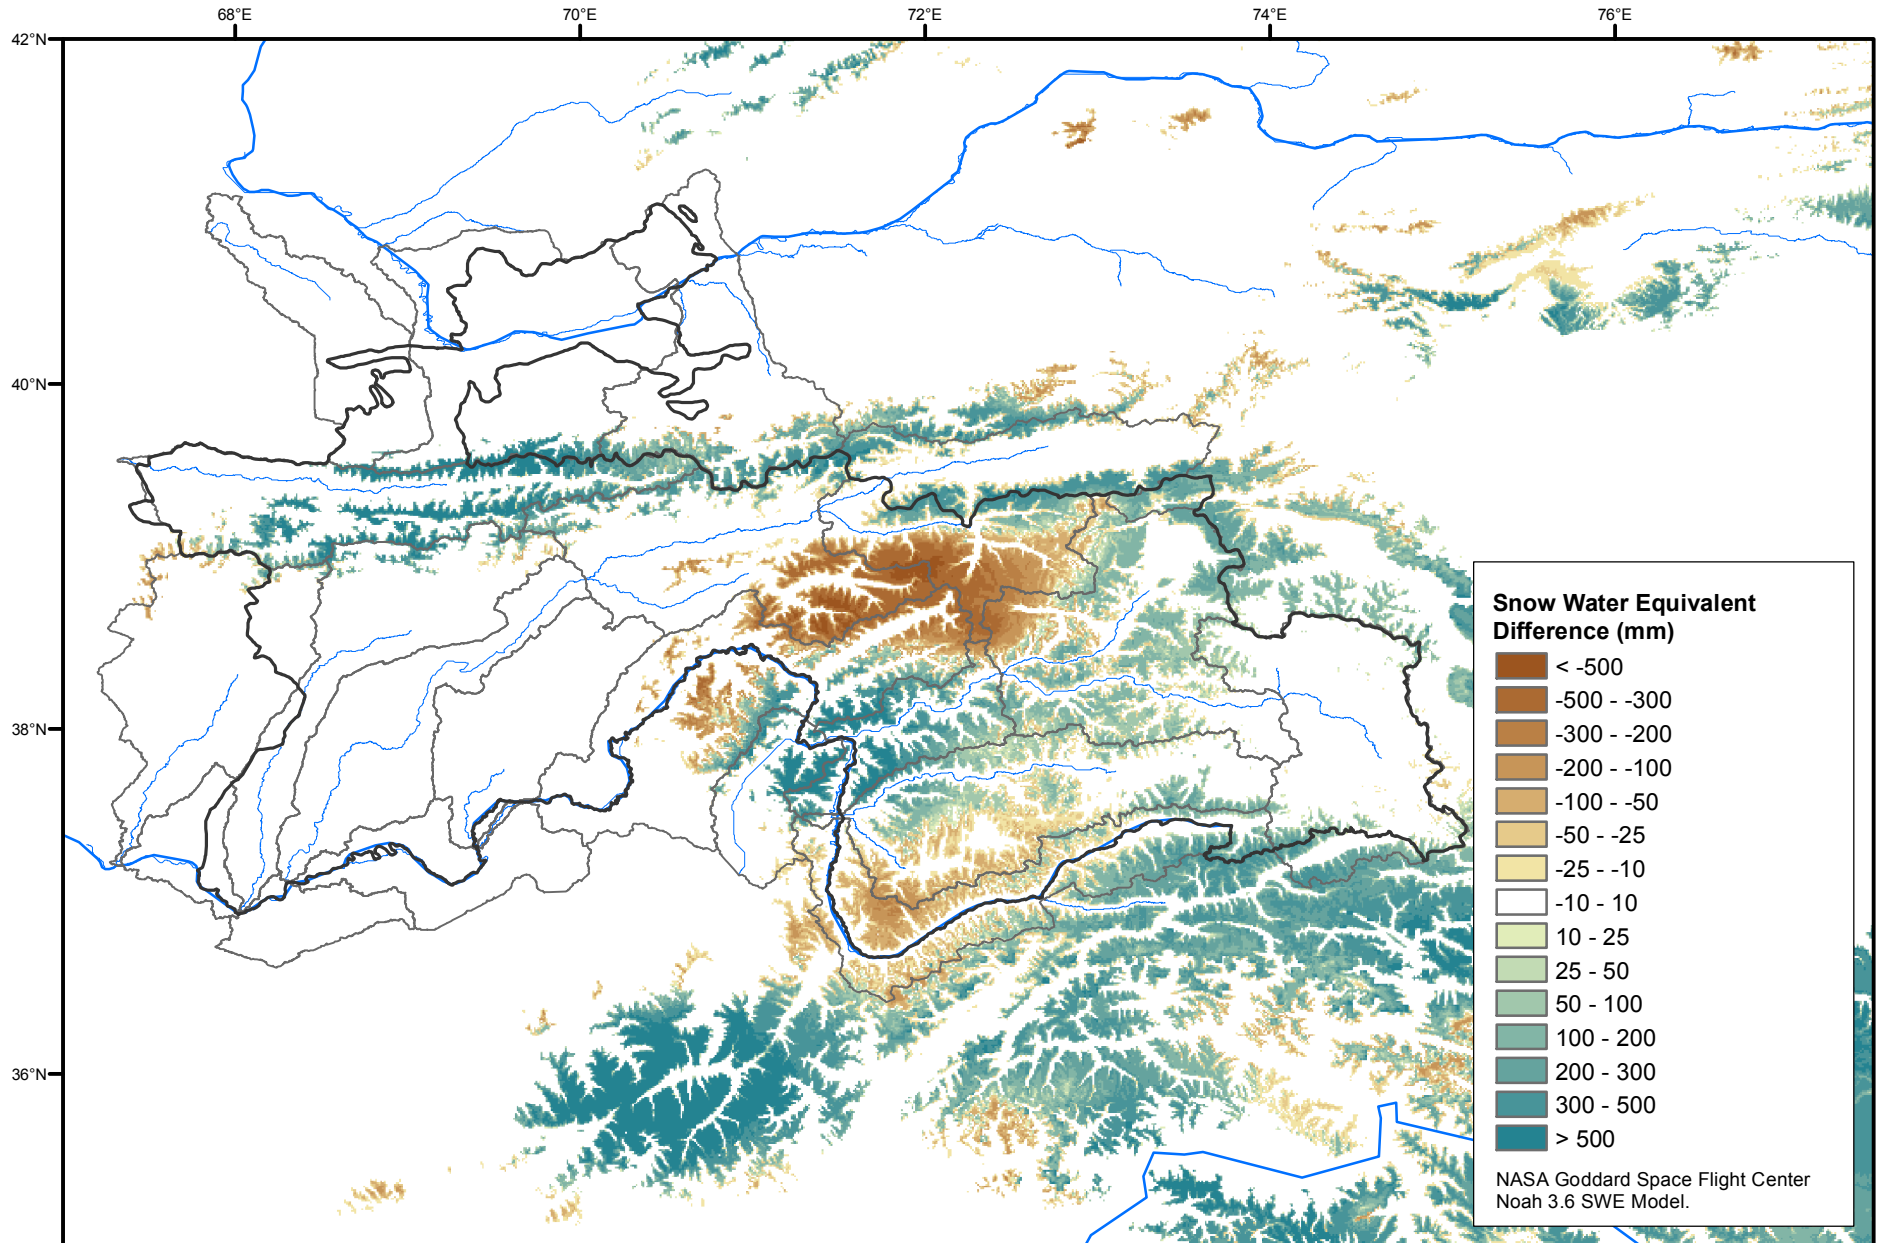 68°E 70°E 72°E 74°E 76°E
42°N
40°N
38°N
36°N
Snow Water Equivalent
Difference (mm)
< -500
-500 - -300
-300 - -200
-200 - -100
-100 - -50
-50 - -25
-25 - -10
-10 - 10
10 - 25
25 - 50
50 - 100
100 - 200
200 - 300
300 - 500
> 500
NASA Goddard Space Flight Center
Noah 3.6 SWE Model.